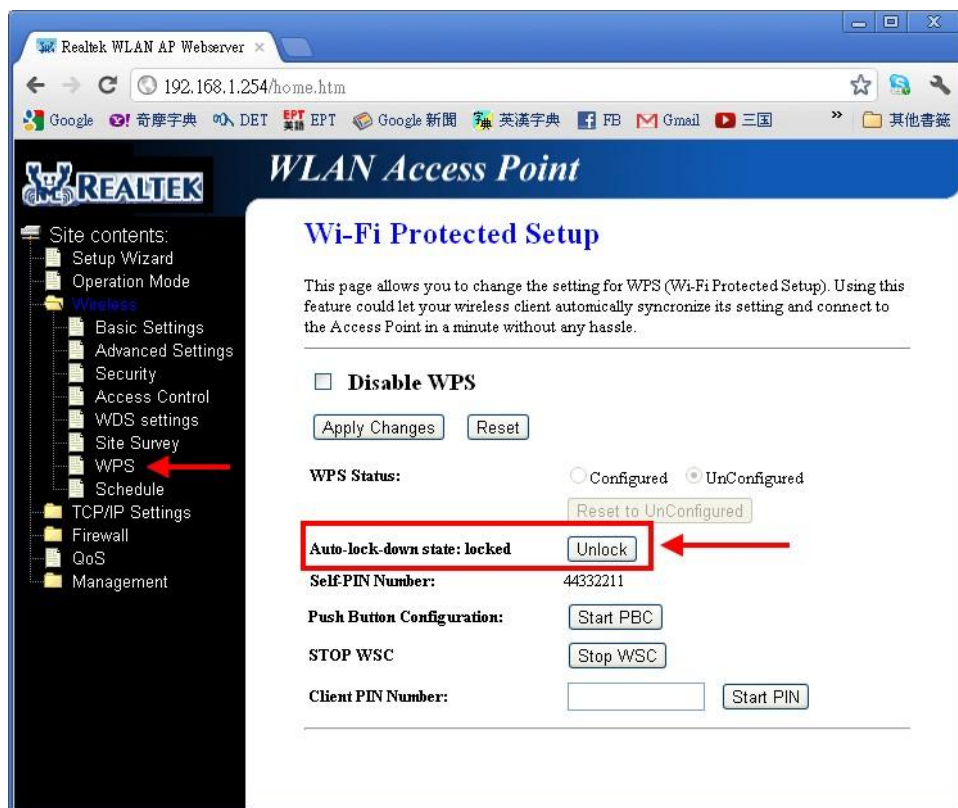 Realtek WLAN AP Webserver
192.168.1.254/home.htm
Google 奇摩字典 DET EPT 美語 EPT Google 新聞 英漢字典 FB Gmail 三国 » 其他書籤
REALTEK
WLAN Access Point
Site contents:
Setup Wizard
Operation Mode
Wireless
Basic Settings
Advanced Settings
Security
Access Control
WDS settings
Site Survey
WPS
Schedule
TCP/IP Settings
Firewall
QoS
Management
Wi-Fi Protected Setup
This page allows you to change the setting for WPS (Wi-Fi Protected Setup). Using this
feature could let your wireless client automically syncronize its setting and connect to
the Access Point in a minute without any hassle.
Disable WPS
Apply Changes Reset
WPS Status: Configured UnConfigured
Reset to UnConfigured
Auto-lock-down state: locked Unlock
Self-PIN Number: 44332211
Push Button Configuration: Start PBC
STOP WSC Stop WSC
Client PIN Number: Start PIN